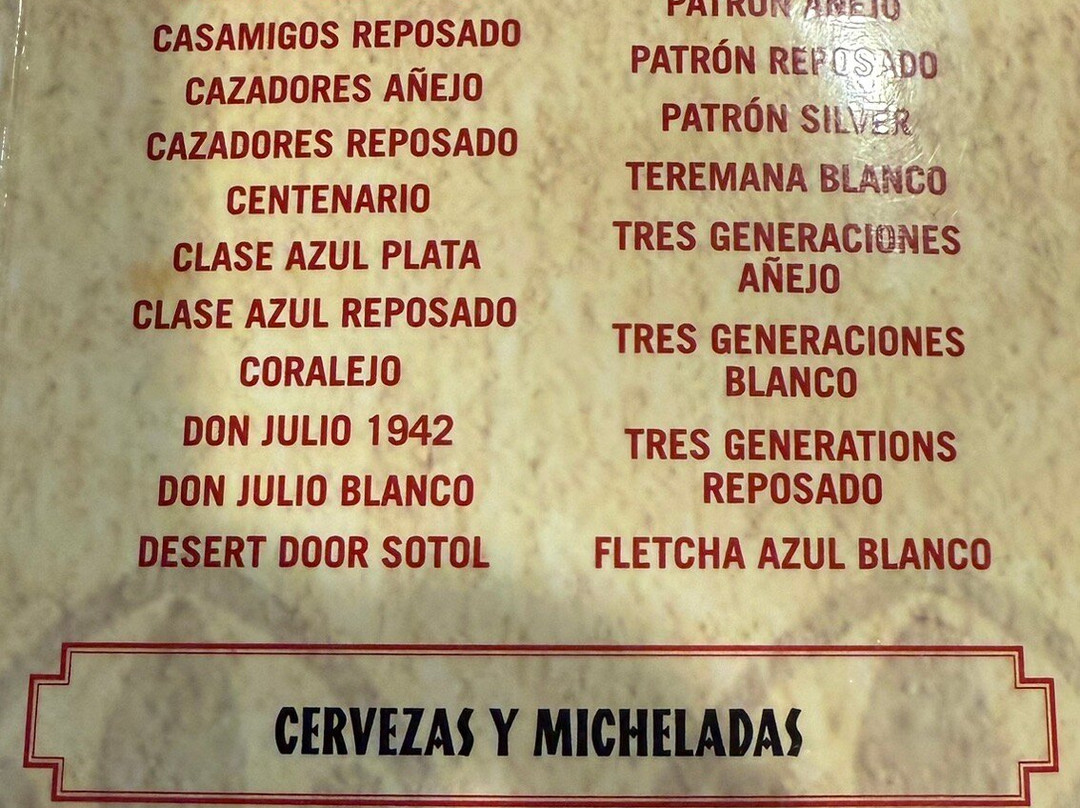 CASAMIGOS REPOSADO
CAZADORES AÑEJO
CAZADORES REPOSADO
CENTENARIO
CLASE AZUL PLATA
CLASE AZUL REPOSADO
CORALEJO
DON JULIO 1942
DON JULIO BLANCO
DESERT DOOR SOTOL
PATRÓN AÑEJO
PATRÓN REPOSADO
PATRÓN SILVER
TEREMANA BLANCO
TRES GENERACIONES
AÑEJO
TRES GENERACIONES
BLANCO
TRES GENERATIONS
REPOSADO
FLETCHA AZUL BLANCO
CERVEZAS Y MICHELADAS